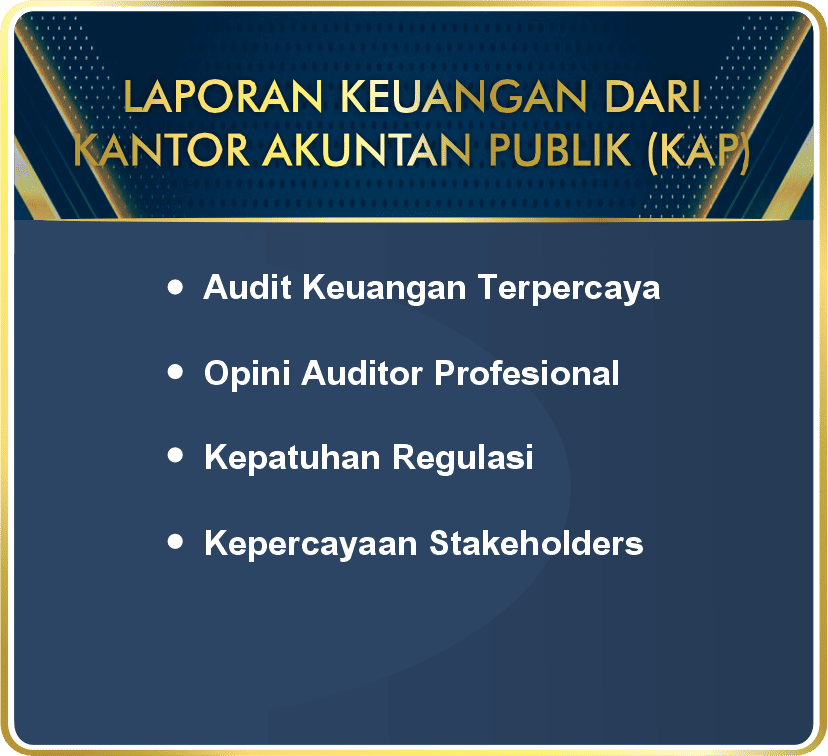 LAPORAN KEUANGAN DARI
KANTOR AKUNTAN PUBLIK (KAP)
• Audit Keuangan Terpercaya
• Opini Auditor Profesional
• Kepatuhan Regulasi
• Kepercayaan Stakeholders